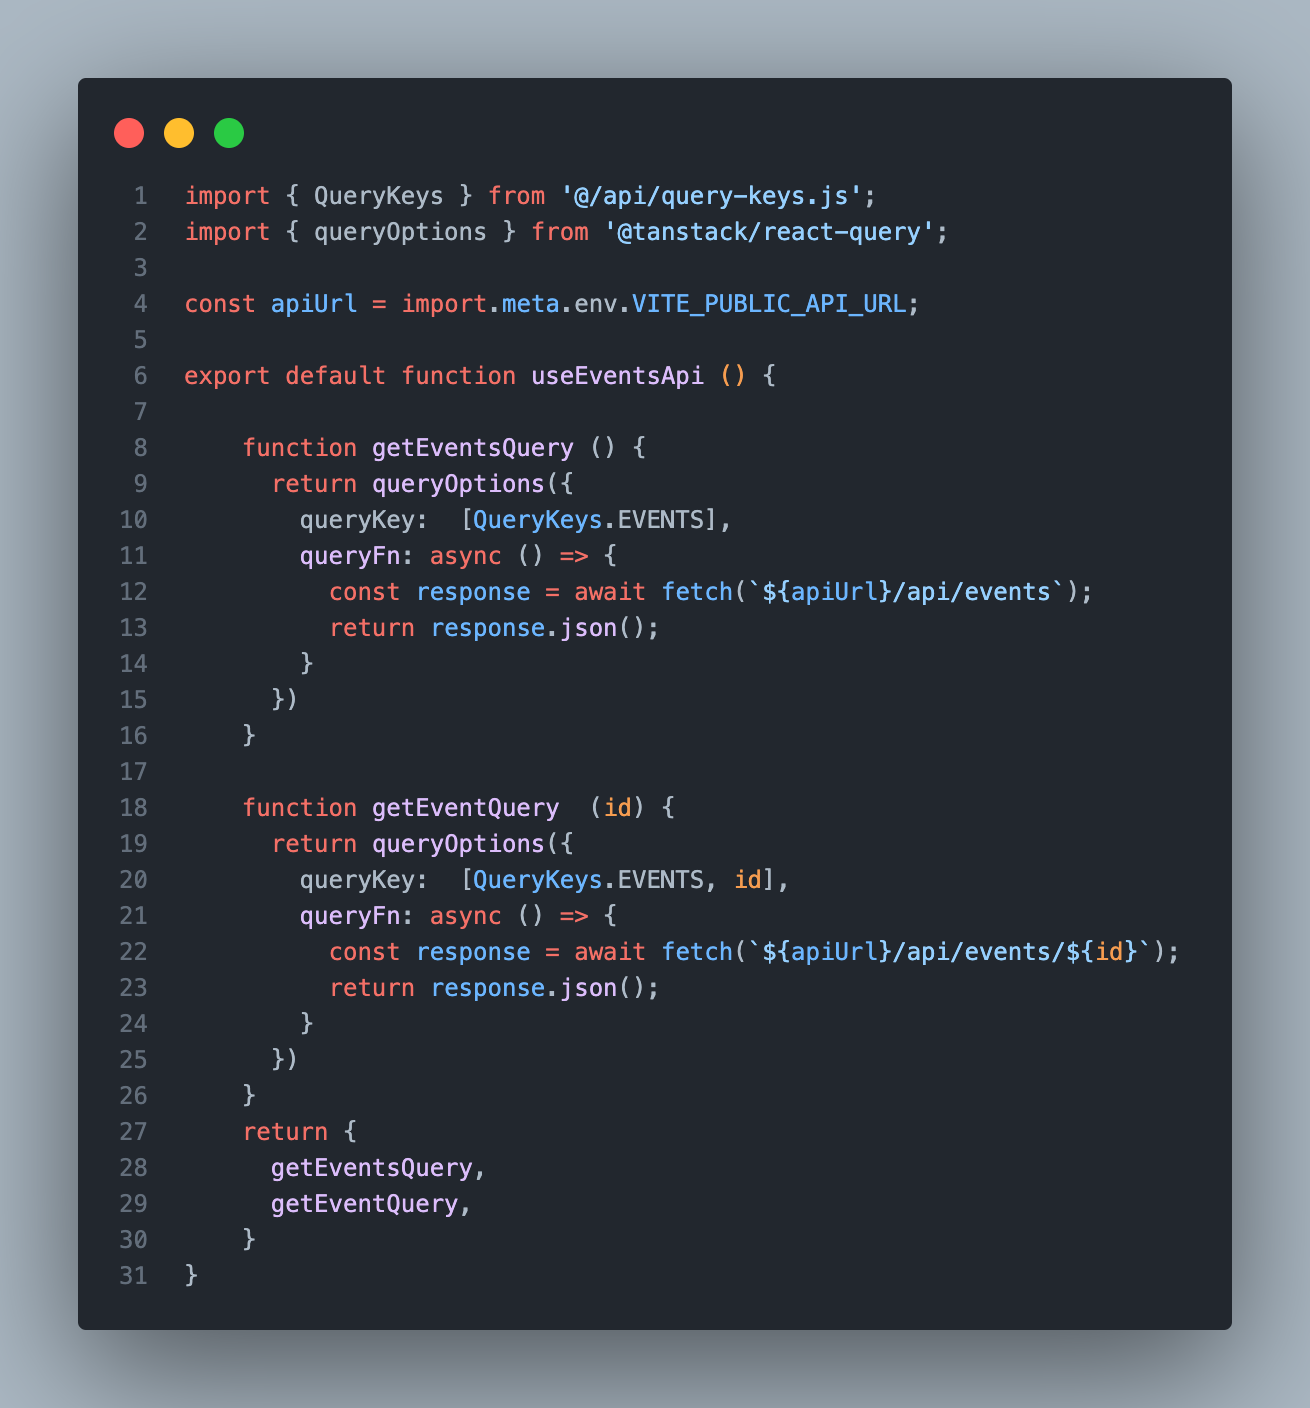 1 import { QueryKeys } from '@/api/query-keys.js';
2 import { queryOptions } from '@tanstack/react-query';
3
4 const apiUrl = import.meta.env.VITE_PUBLIC_API_URL;
5
6 export default function useEventsApi () {
7
8     function getEventsQuery () {
9       return queryOptions({
10         queryKey:  [QueryKeys.EVENTS],
11         queryFn: async () => {
12           const response = await fetch(`${apiUrl}/api/events`);
13           return response.json();
14         }
15       })
16     }
17
18     function getEventQuery  (id) {
19       return queryOptions({
20         queryKey:  [QueryKeys.EVENTS, id],
21         queryFn: async () => {
22           const response = await fetch(`${apiUrl}/api/events/${id}`);
23           return response.json();
24         }
25       })
26     }
27     return {
28       getEventsQuery,
29       getEventQuery,
30     }
31 }